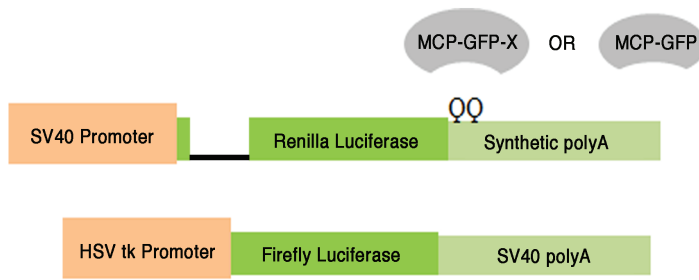 MCP-GFP-X OR MCP-GFP
SV40 Promoter Renilla Luciferase Synthetic polyA
HSV tk Promoter Firefly Luciferase SV40 polyA